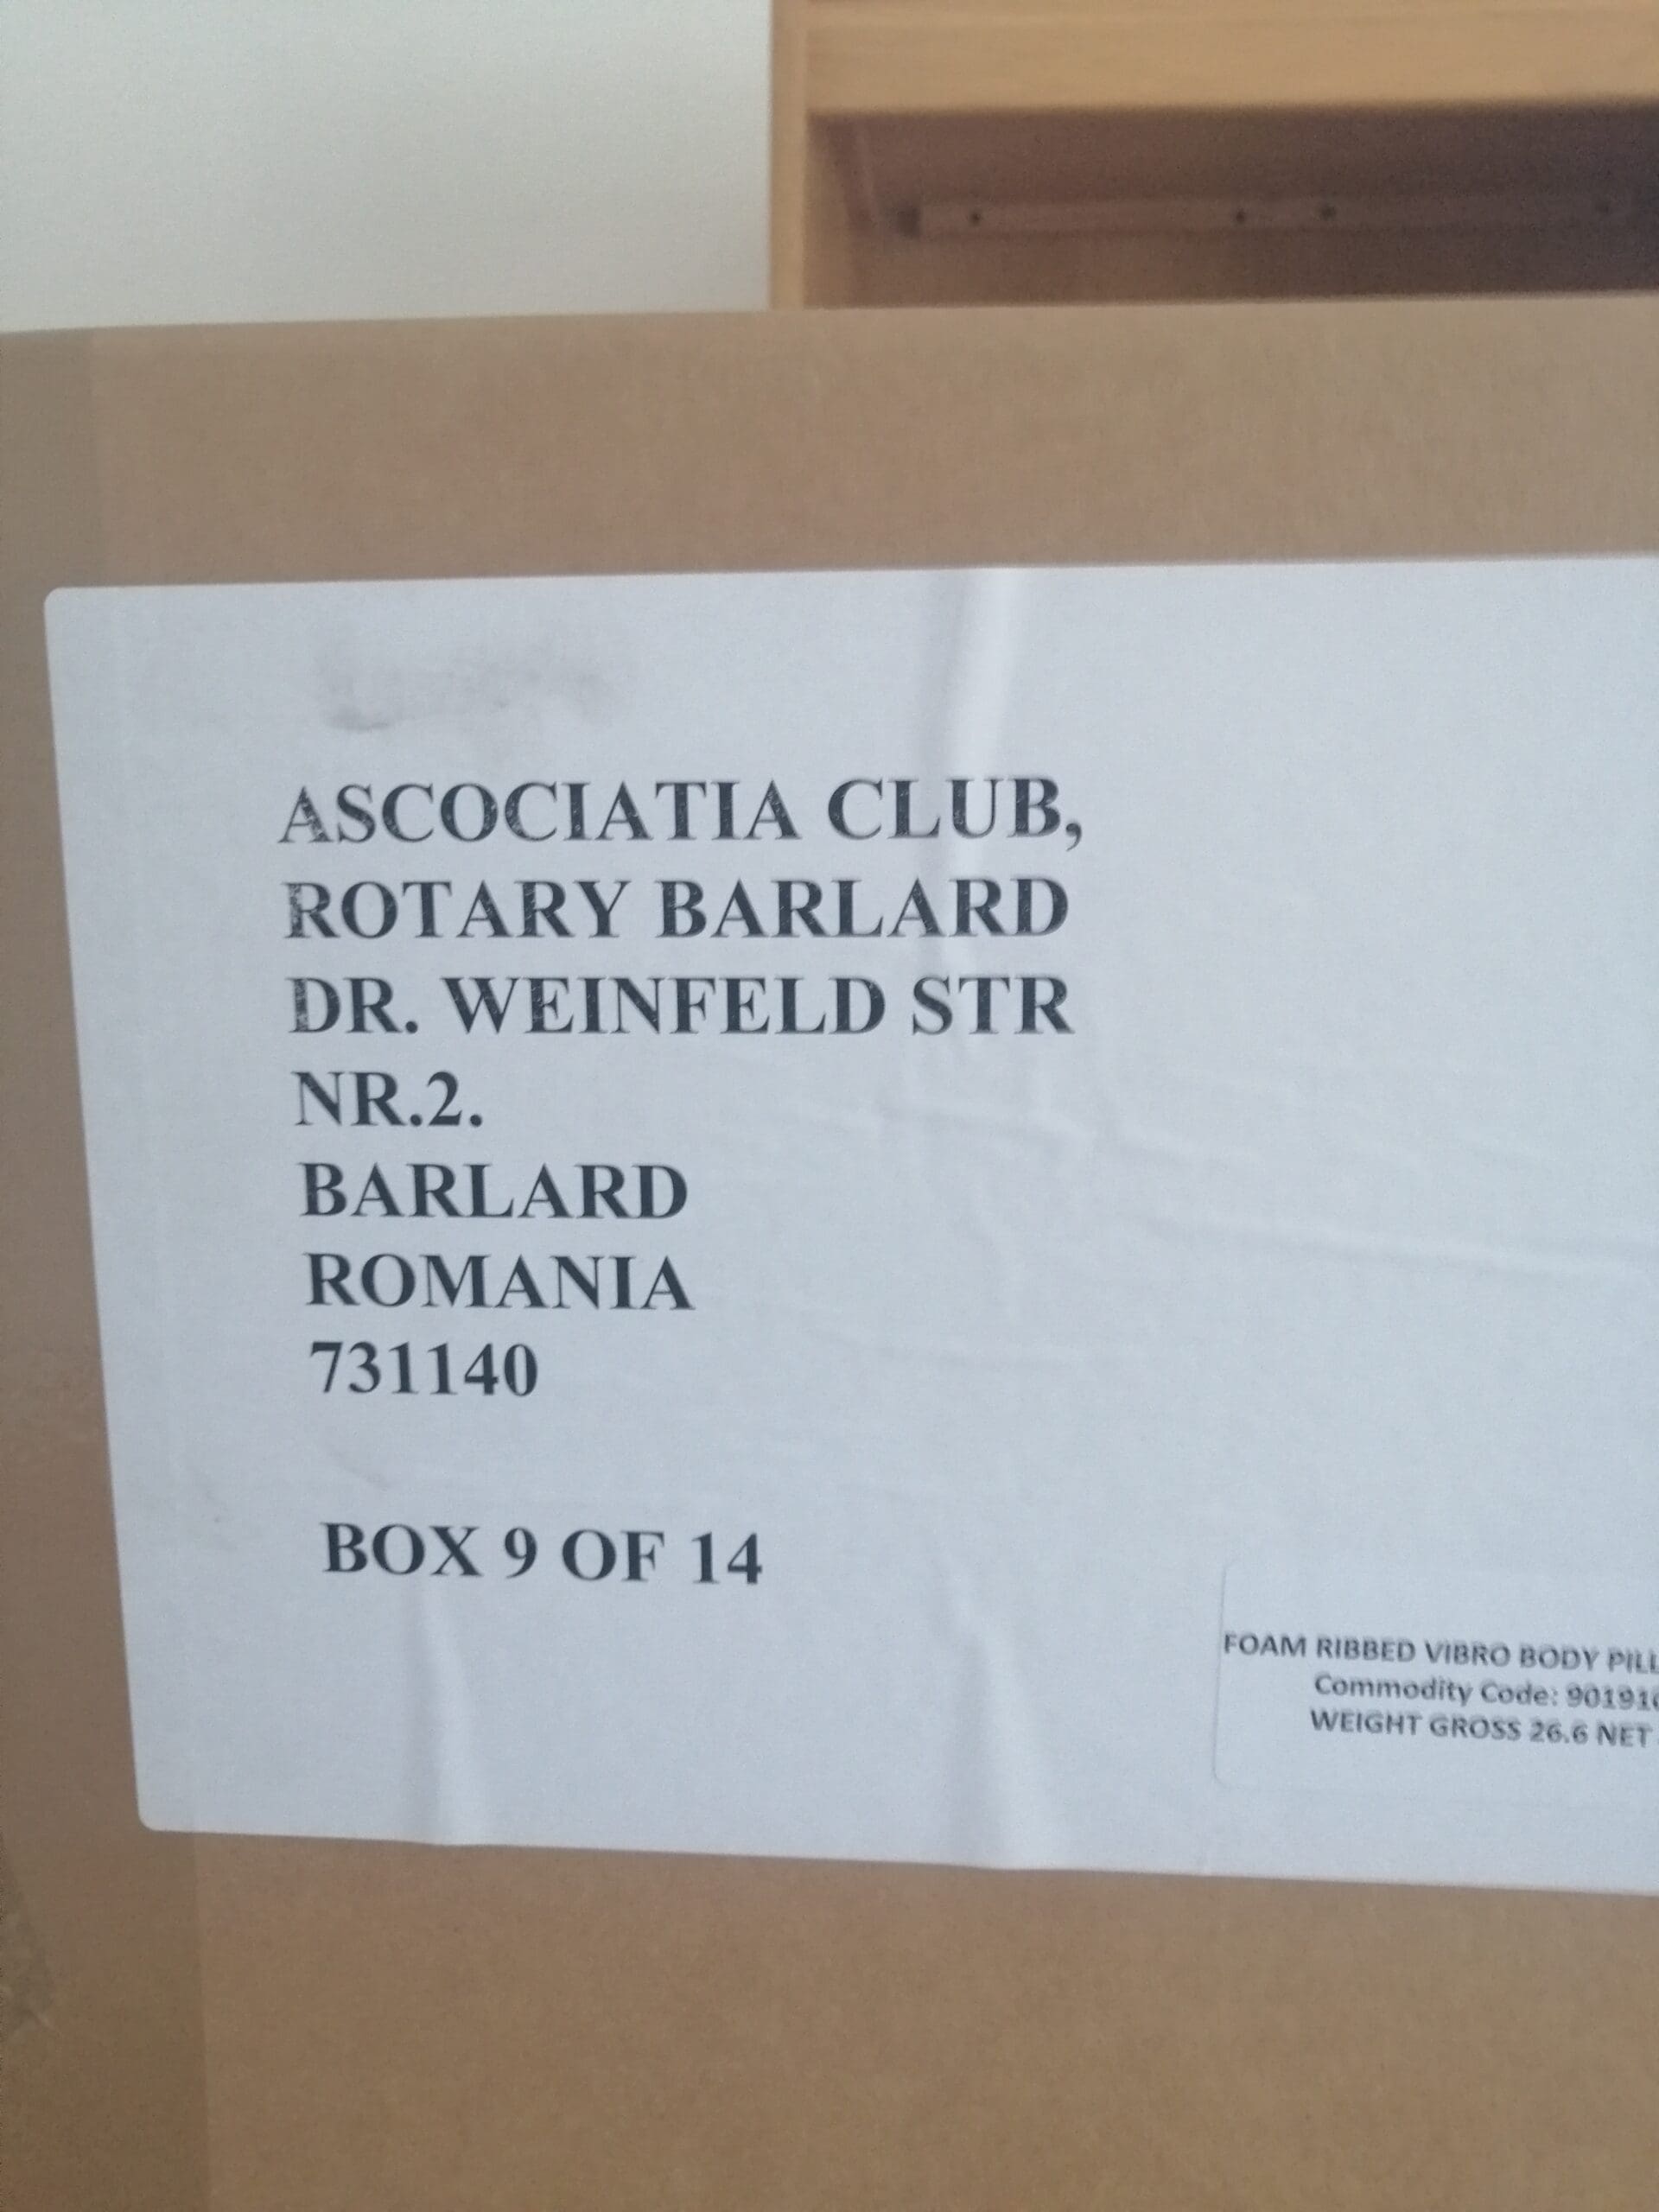 ASCOCIATIA CLUB,
ROTARY BARLARD
DR. WEINFELD STR
NR.2.
BARLARD
ROMANIA
731140
BOX 9 OF 14
FOAM RIBBED VIBRO BODY
Commodity Code:
WEIGHT GROSS 26.6 NET